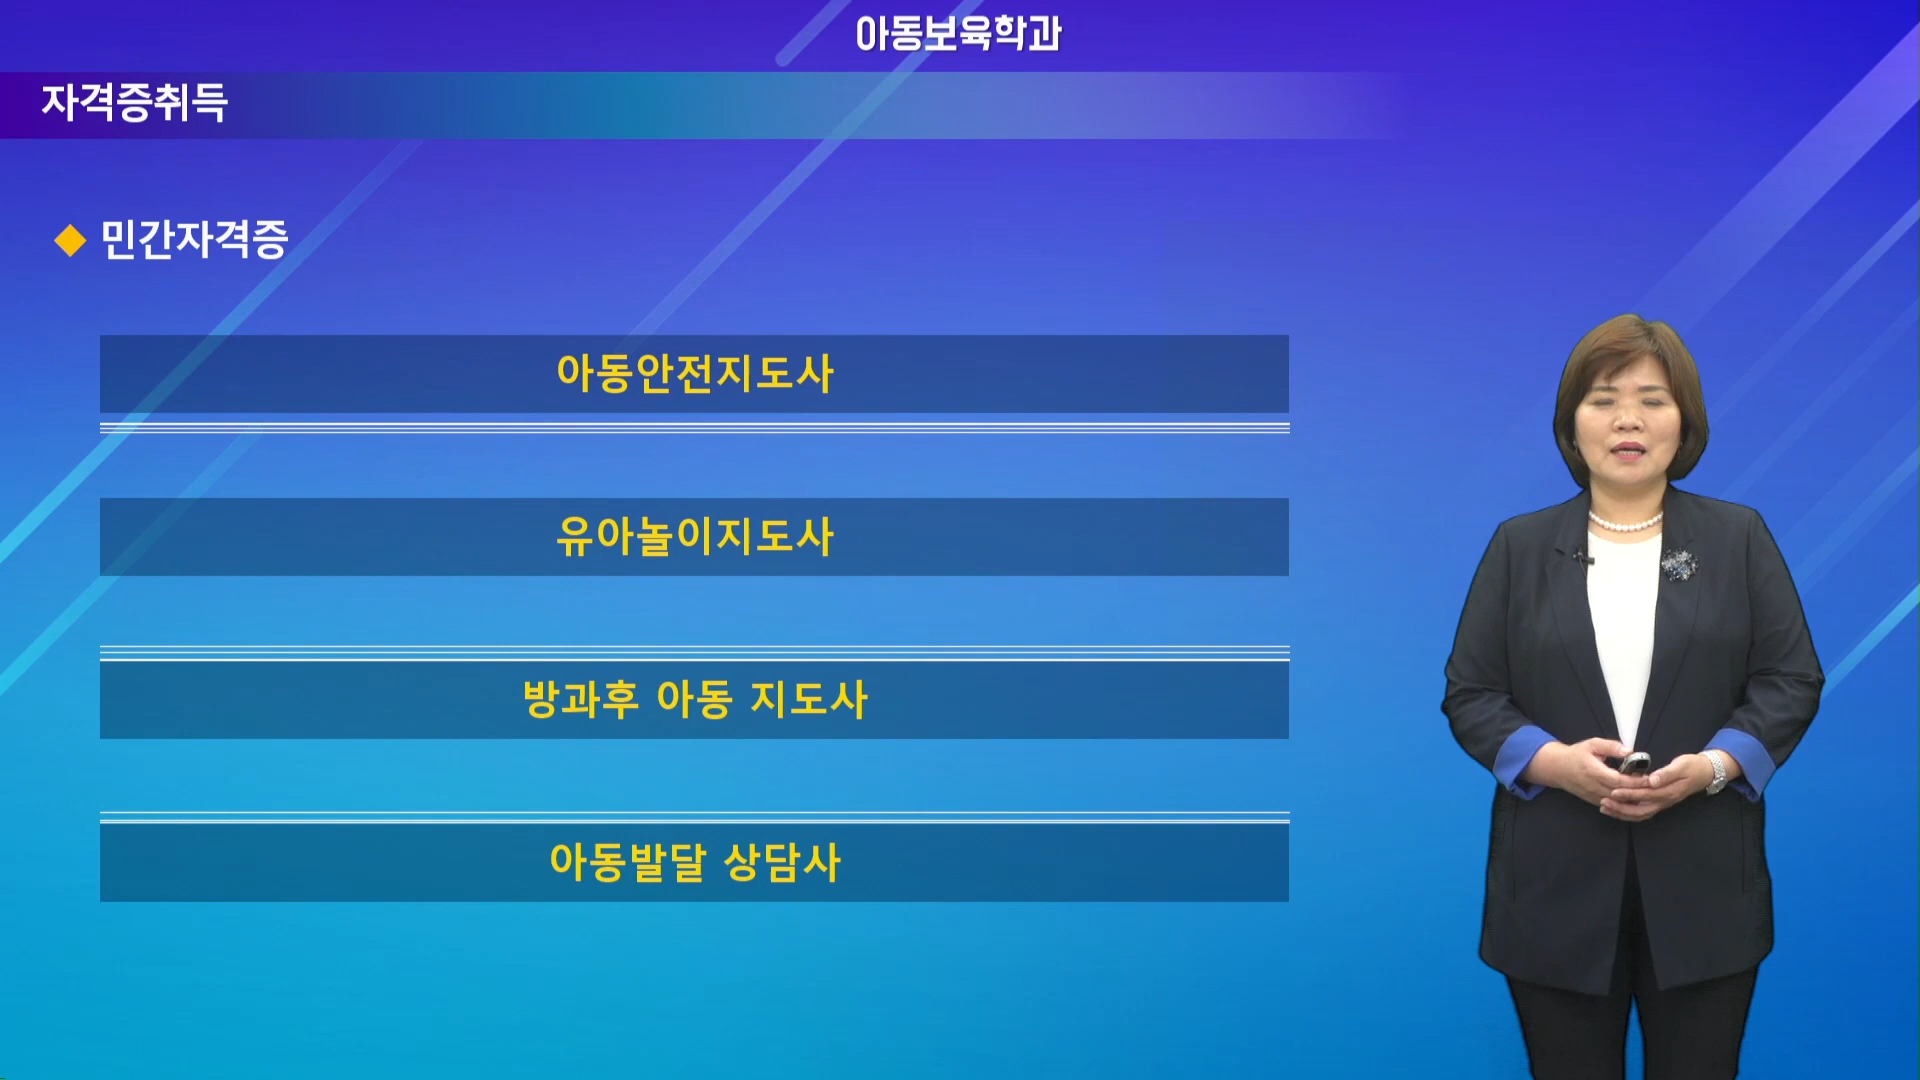 아동보육학과
자격증취득
민간자격증
아동안전지도사
유아놀이지도사
방과후 아동 지도사
아동발달 상담사